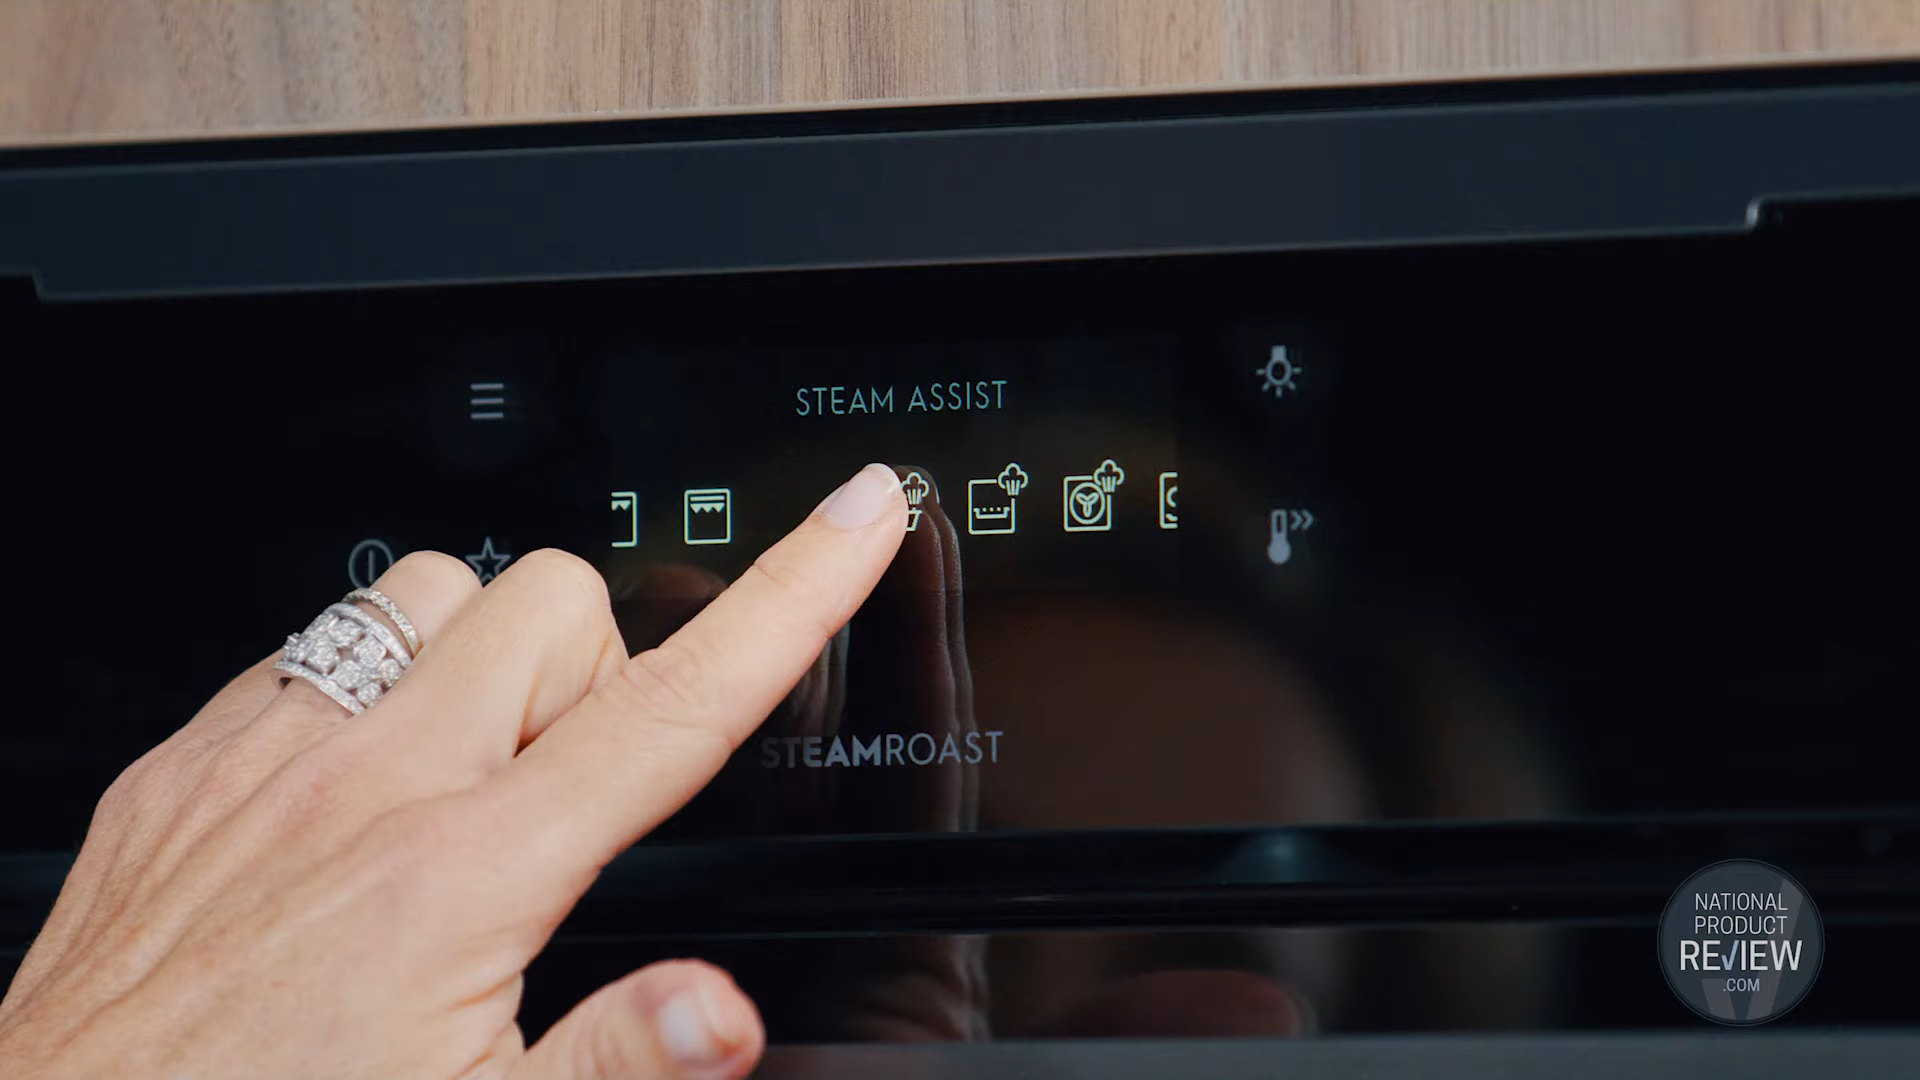 STEAM ASSIST
STEAMROAST
NATIONAL
PRODUCT
REVIEW
.COM